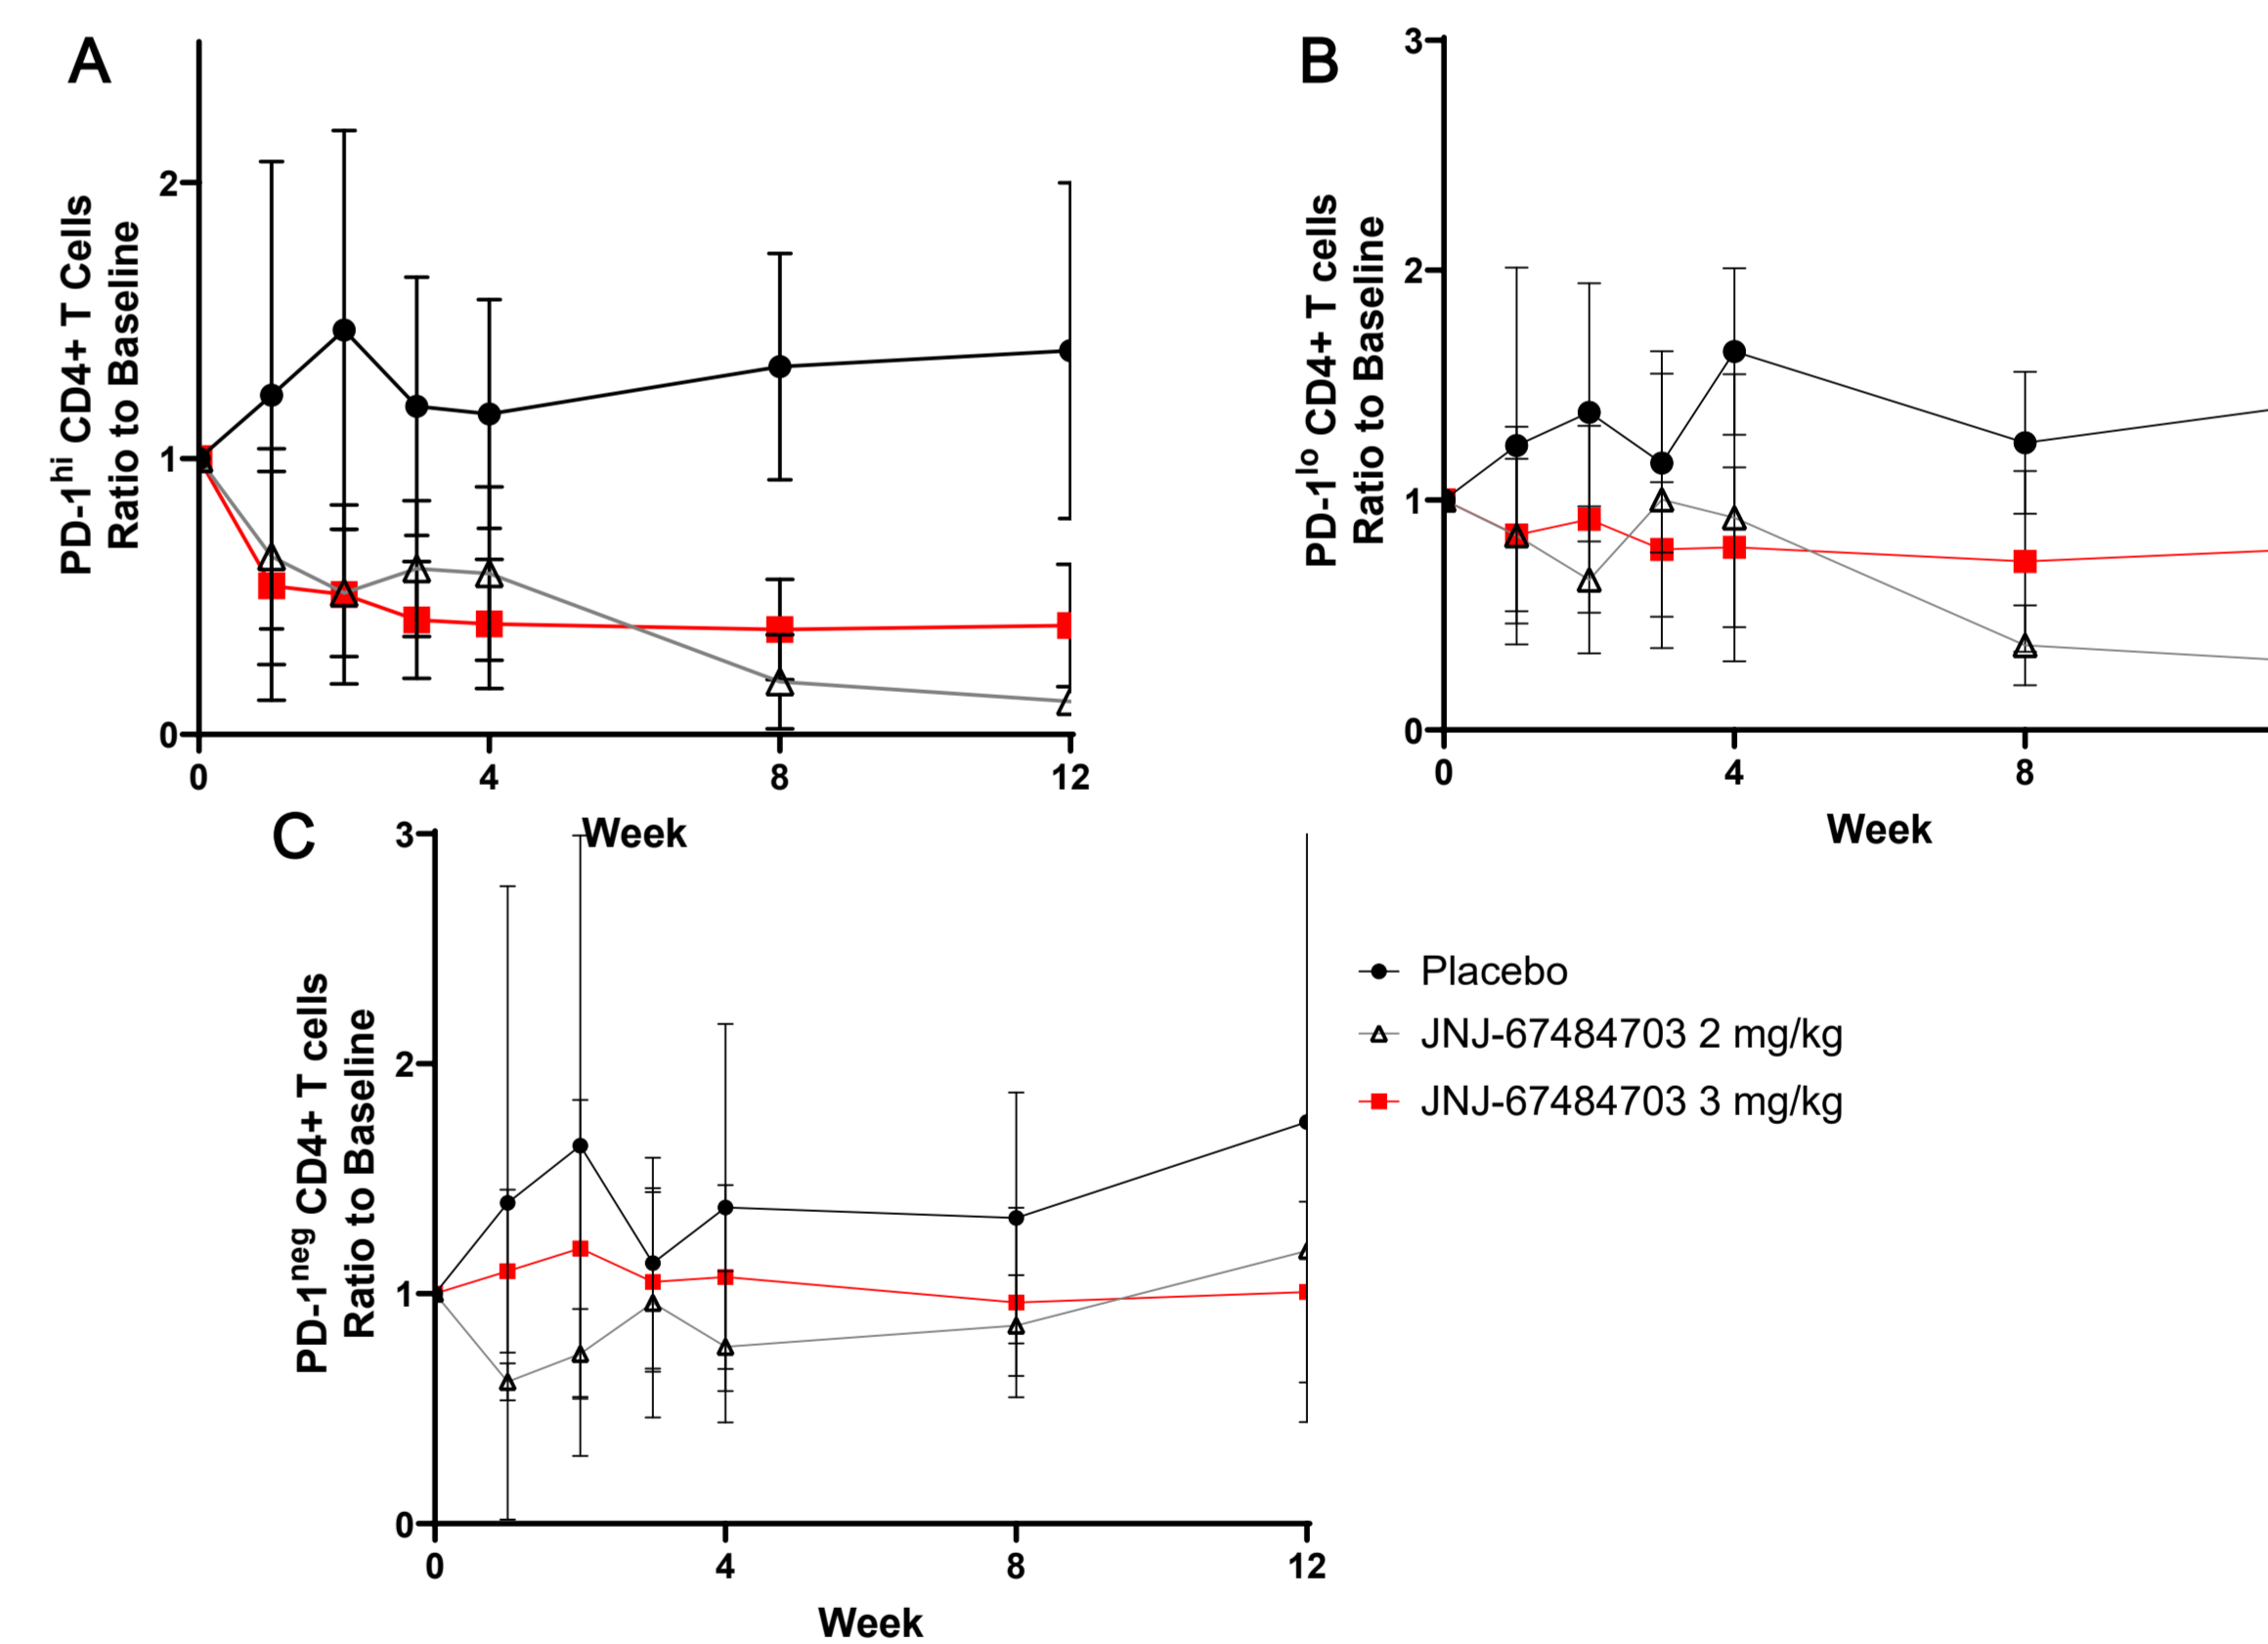 A
PD-1hi CD4+ T Cells
Ratio to Baseline
2
1
0
0 4 8 12
Week
B
PD-1lo CD4+ T cells
Ratio to Baseline
3
2
1
0
0 4 8
Week
C
PD-1neg CD4+ T cells
Ratio to Baseline
3
2
1
0
0 4 8 12
Week
Placebo
JNJ-67484703 2 mg/kg
JNJ-67484703 3 mg/kg